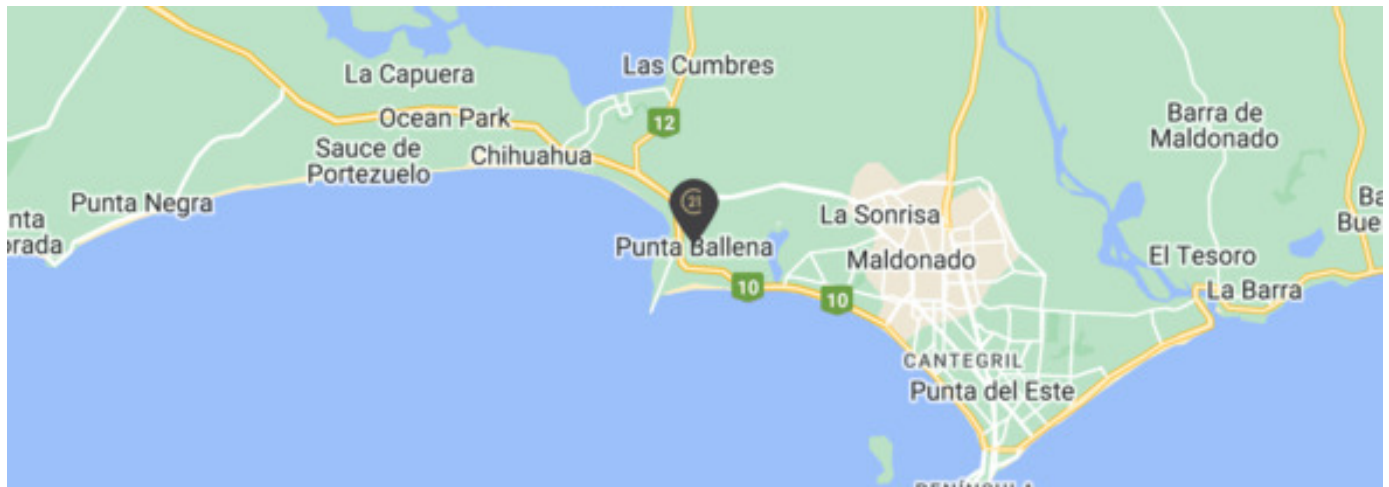 La Capuera
Las Cumbres
Ocean Park
12
Barra de
Maldonado
Sauce de
Portezuelo
Chihuahua
Punta Negra
21
La Sonrisa
Punta Ballena
Maldonado
El Tesoro
La Barra
10
10
CANTEGRIL
Punta del Este